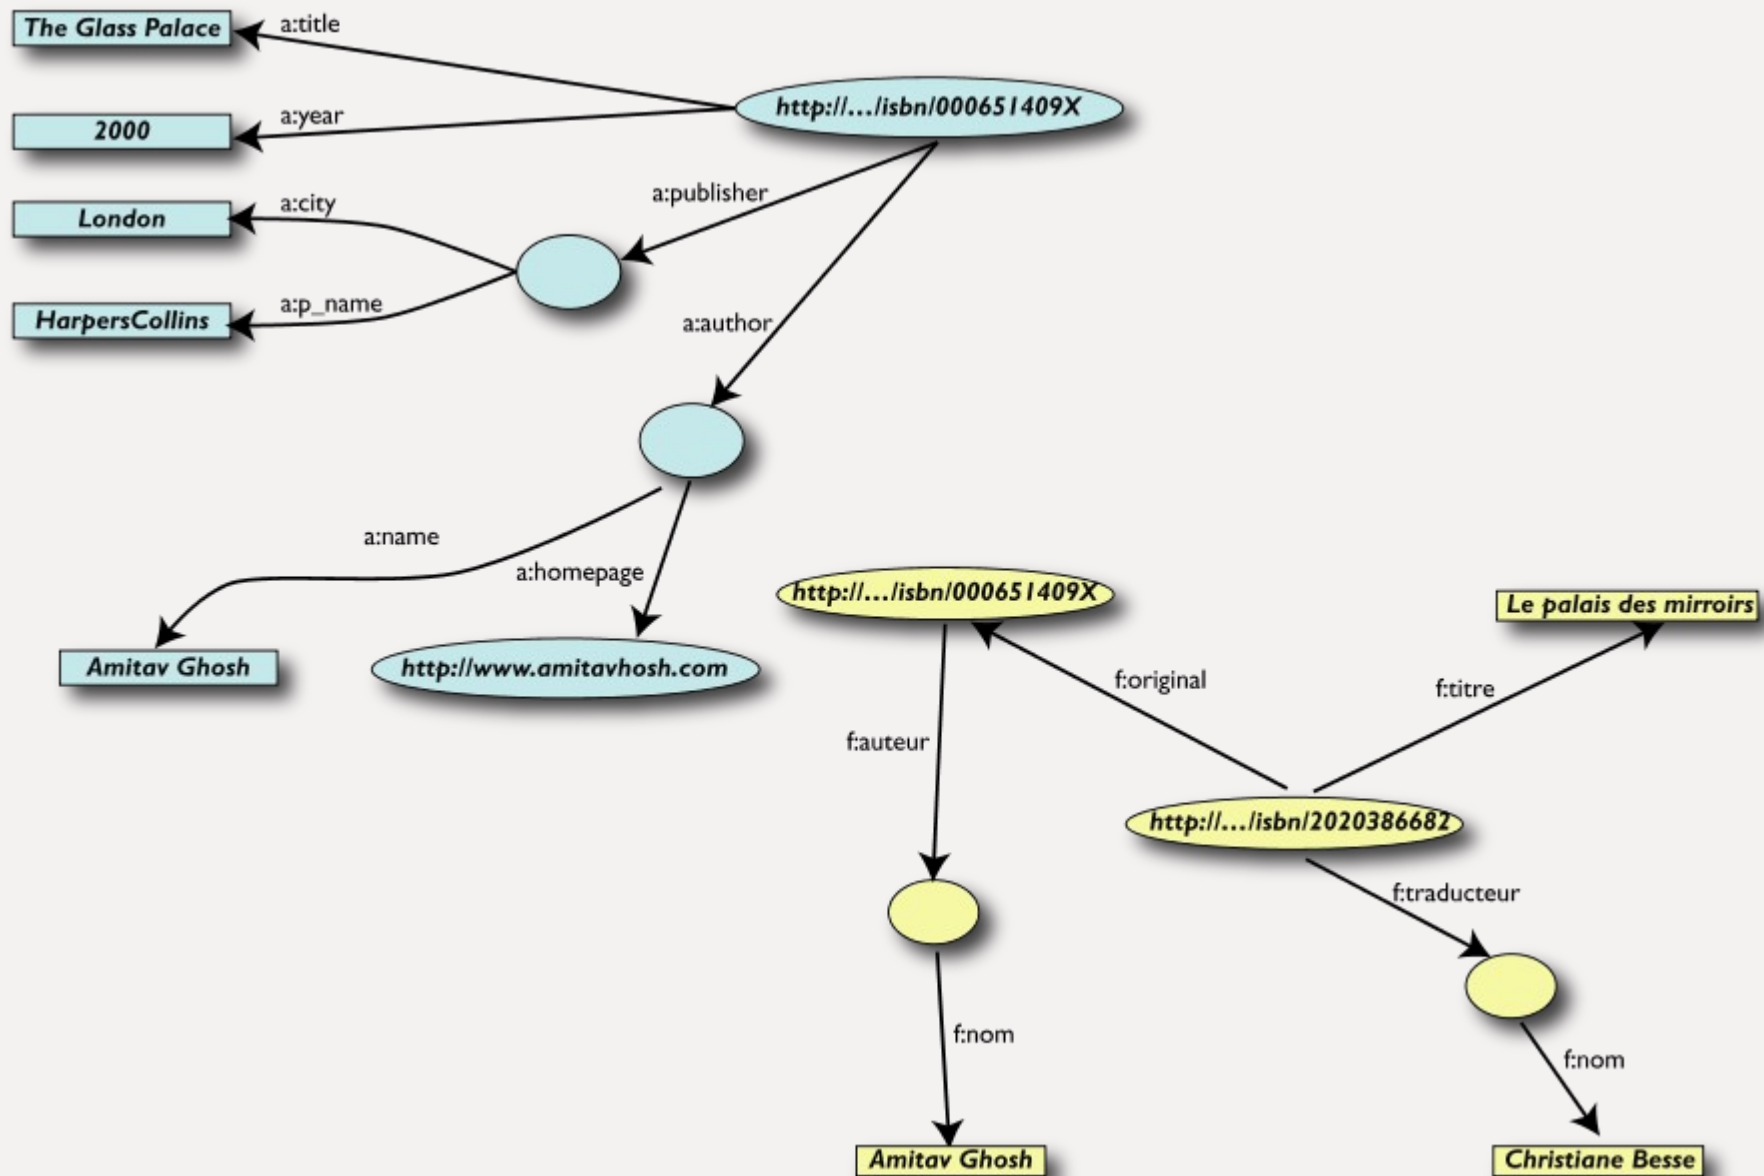 The Glass Palace
a:title
http://.../isbn/000651409X
2000
a:year
a:publisher
London
a:city
HarpersCollins
a:p_name
a:author
a:name
a:homepage
Amitav Ghosh
http://www.amitavhosh.com
http://.../isbn/000651409X
Le palais des mirroirs
f:original
f:titre
f:auteur
http://.../isbn/2020386682
f:traducteur
f:nom
f:nom
Amitav Ghosh
Christiane Besse